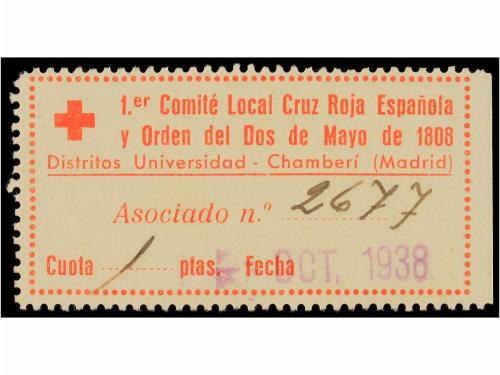 1.er Comité Local Cruz Roja Española
y Orden del Dos de Mayo de 1808
Distritos Universidad - Chamberí (Madrid)
Asociado n.º 2677
Cuota 1 ptas. Fecha OCT. 1938